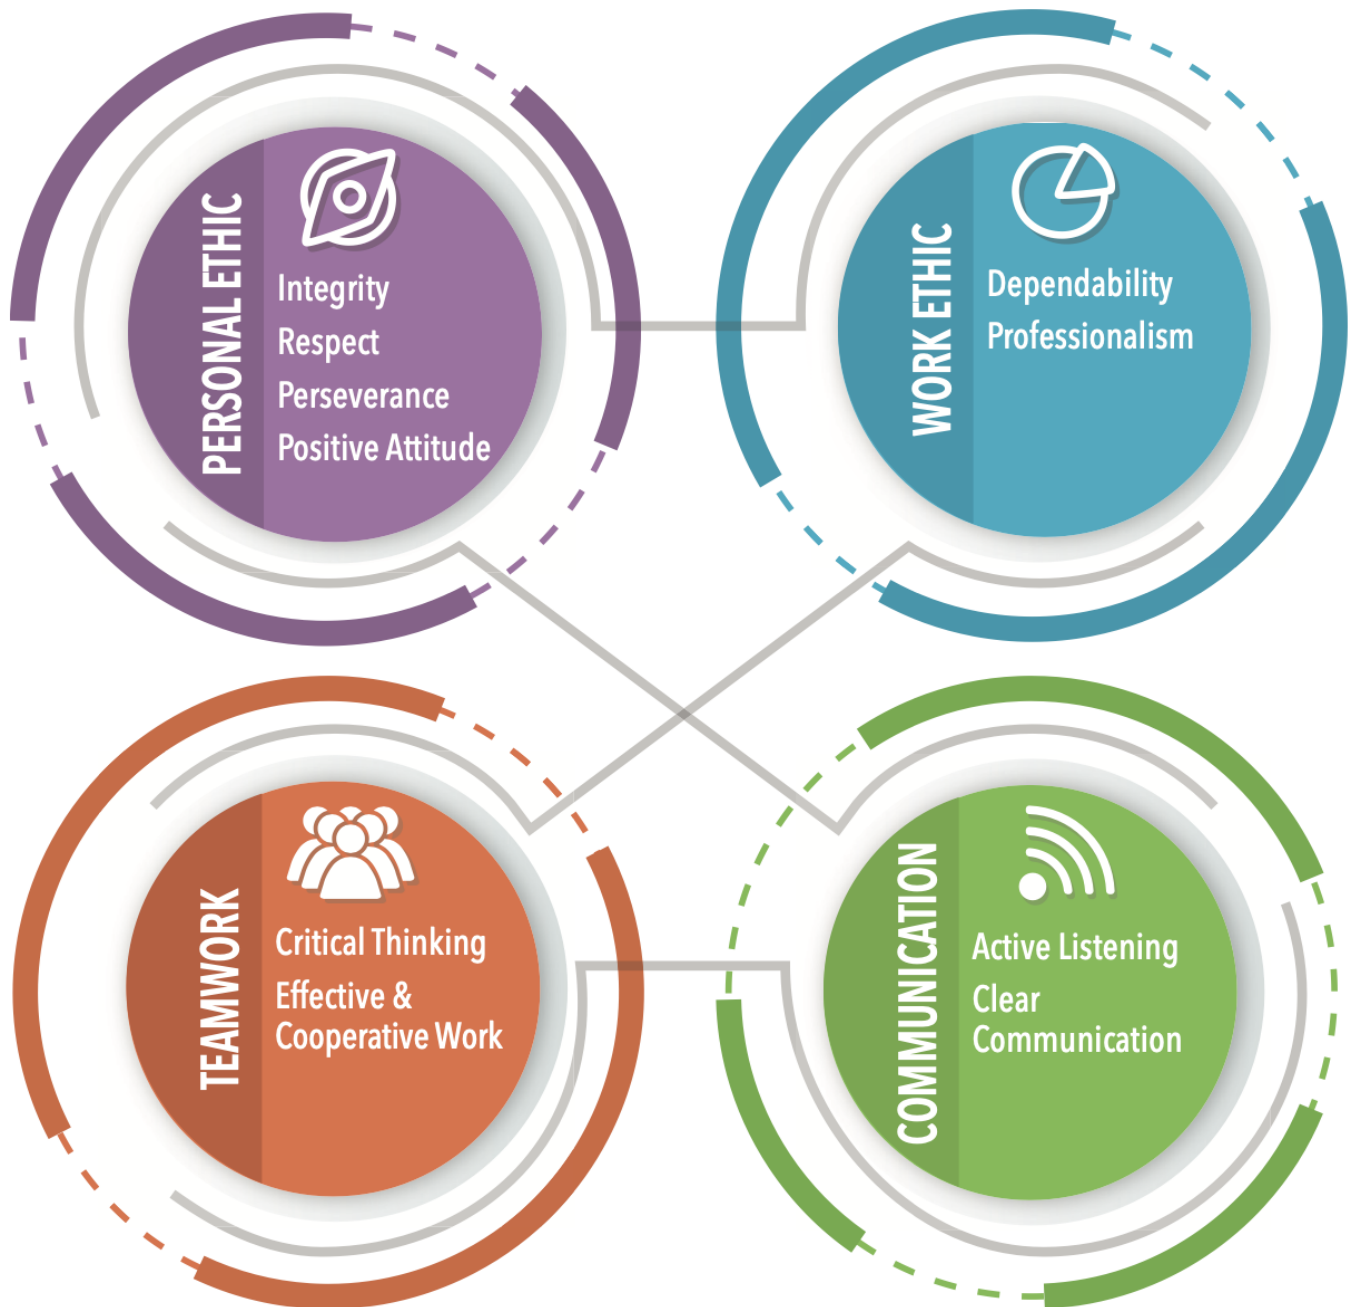 PERSONAL ETHIC
Integrity
Respect
Perseverance
Positive Attitude
WORK ETHIC
Dependability
Professionalism
TEAMWORK
Critical Thinking
Effective &
Cooperative Work
COMMUNICATION
Active Listening
Clear
Communication